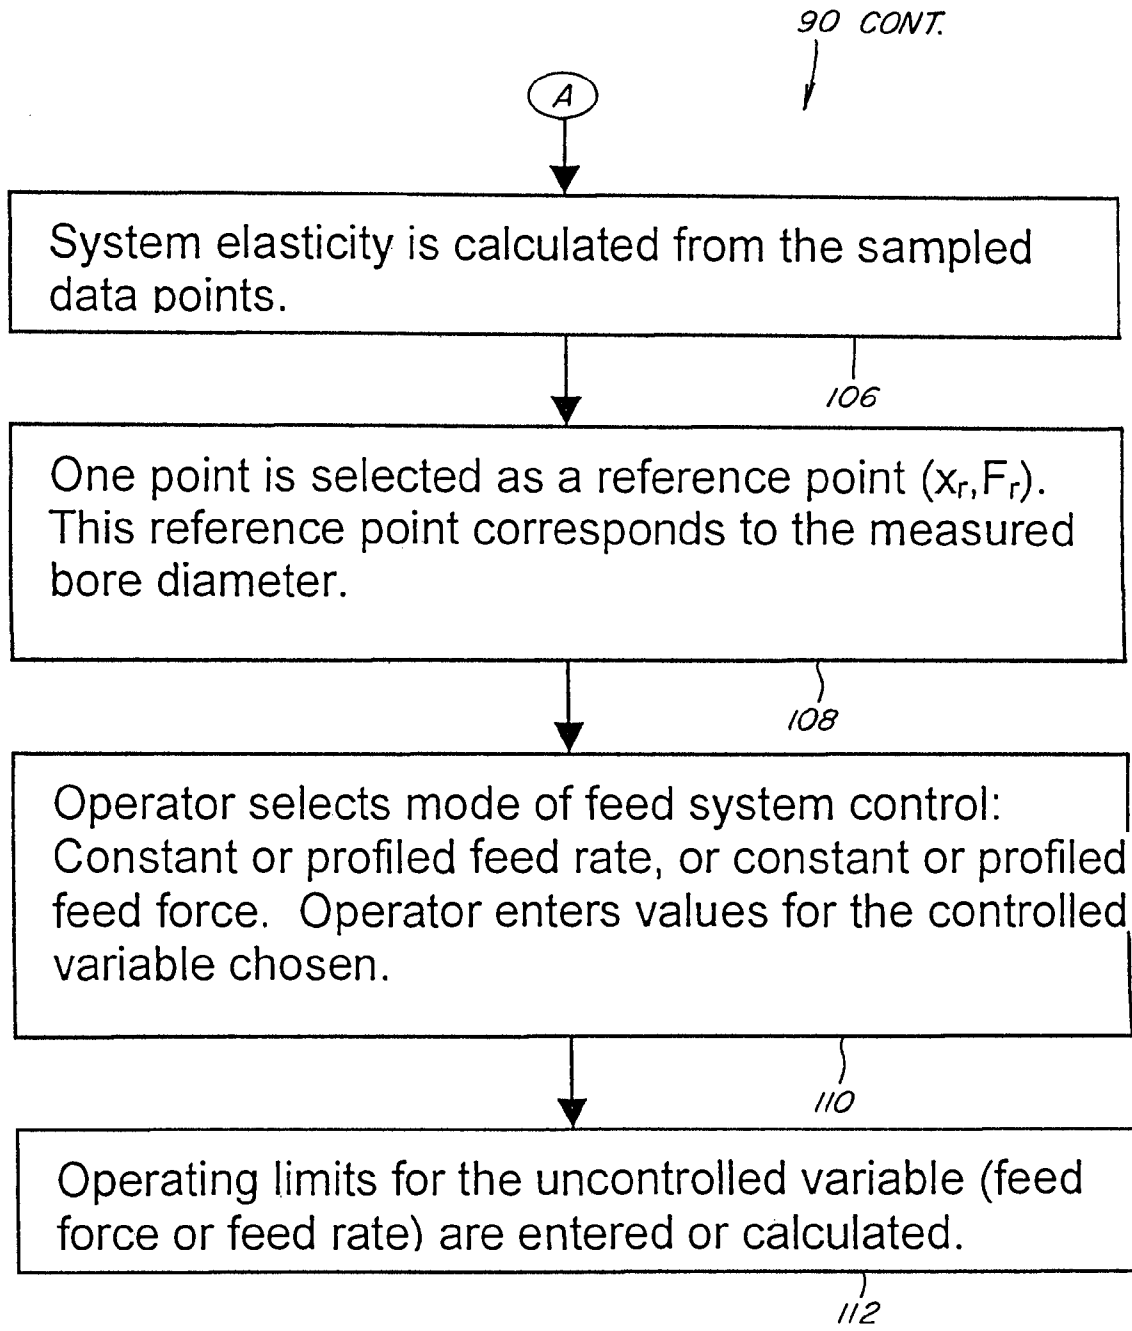 90 CONT.
A
System elasticity is calculated from the sampled
data points.
106
One point is selected as a reference point (xr,Fr).
This reference point corresponds to the measured
bore diameter.
108
Operator selects mode of feed system control:
Constant or profiled feed rate, or constant or profiled
feed force. Operator enters values for the controlled
variable chosen.
110
Operating limits for the uncontrolled variable (feed
force or feed rate) are entered or calculated.
112